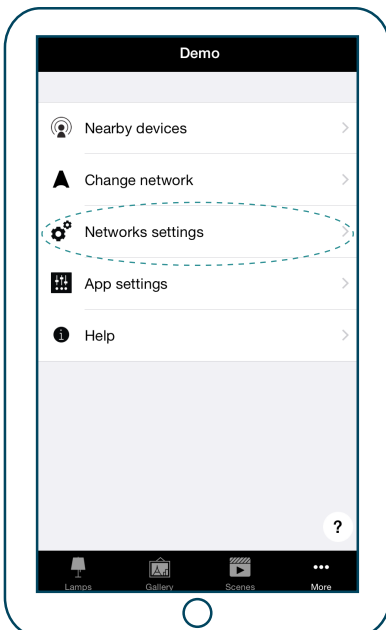 Demo
Nearby devices
Change network
Networks settings
App settings
Help
?
Lamps Gallery Scenes More